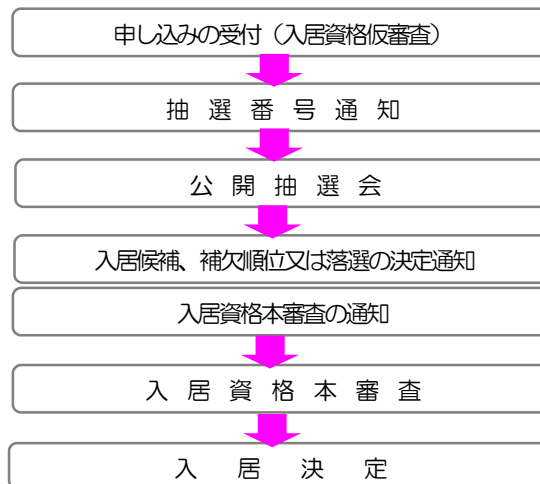 申し込みの受付（入居資格仮審査）
抽選番号通知
公開抽選会
入居候補、補欠順位又は落選の決定通知
入居資格本審査の通知
入居資格本審査
入居決定